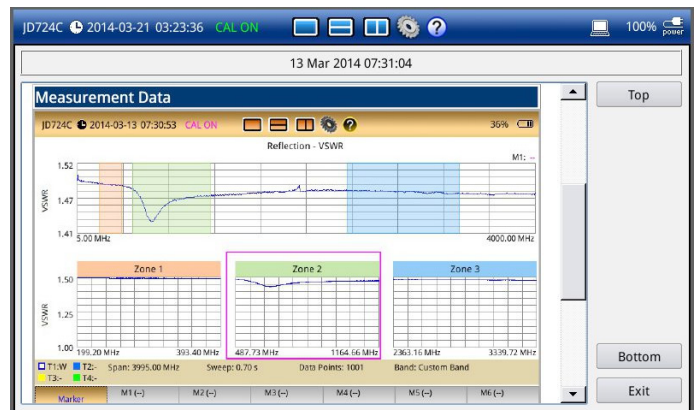 JD724C 2014-03-21 03:23:36 CAL ON
100% power
13 Mar 2014 07:31:04
Top
Measurement Data
JD724C 2014-03-13 07:30:53 CAL ON
36%
Reflection - VSWR
M1: --
1.52
VSWR
1.47
1.41
5.00 MHz
4000.00 MHz
Zone 1
Zone 2
Zone 3
1.50
VSWR
1.25
1.00
199.20 MHz
393.40 MHz
487.73 MHz
1164.66 MHz
2363.16 MHz
3339.72 MHz
T1:W T2:- Span: 3995.00 MHz Sweep: 0.70 s Data Points: 1001 Band: Custom Band
T3:- T4:-
Marker M1 (--) M2 (--) M3 (--) M4 (--) M5 (--) M6 (--)
Bottom
Exit